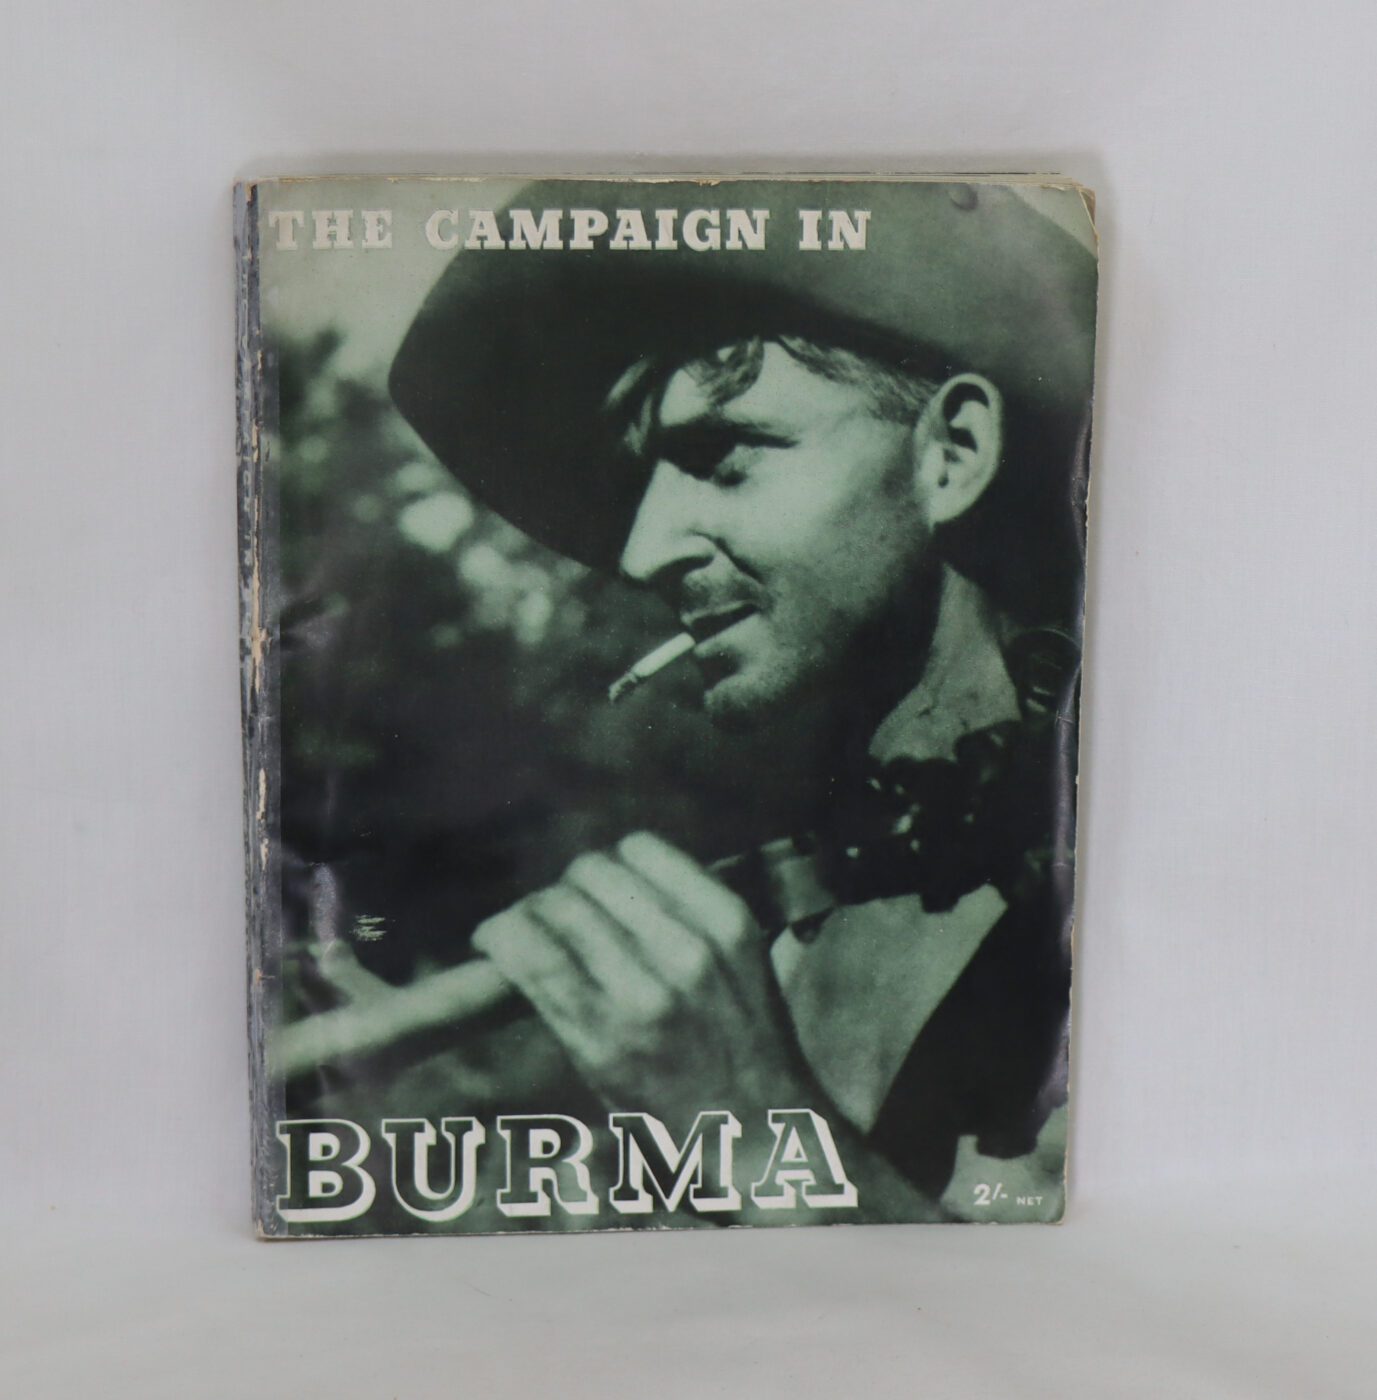 THE CAMPAIGN IN
BURMA
2/- NET